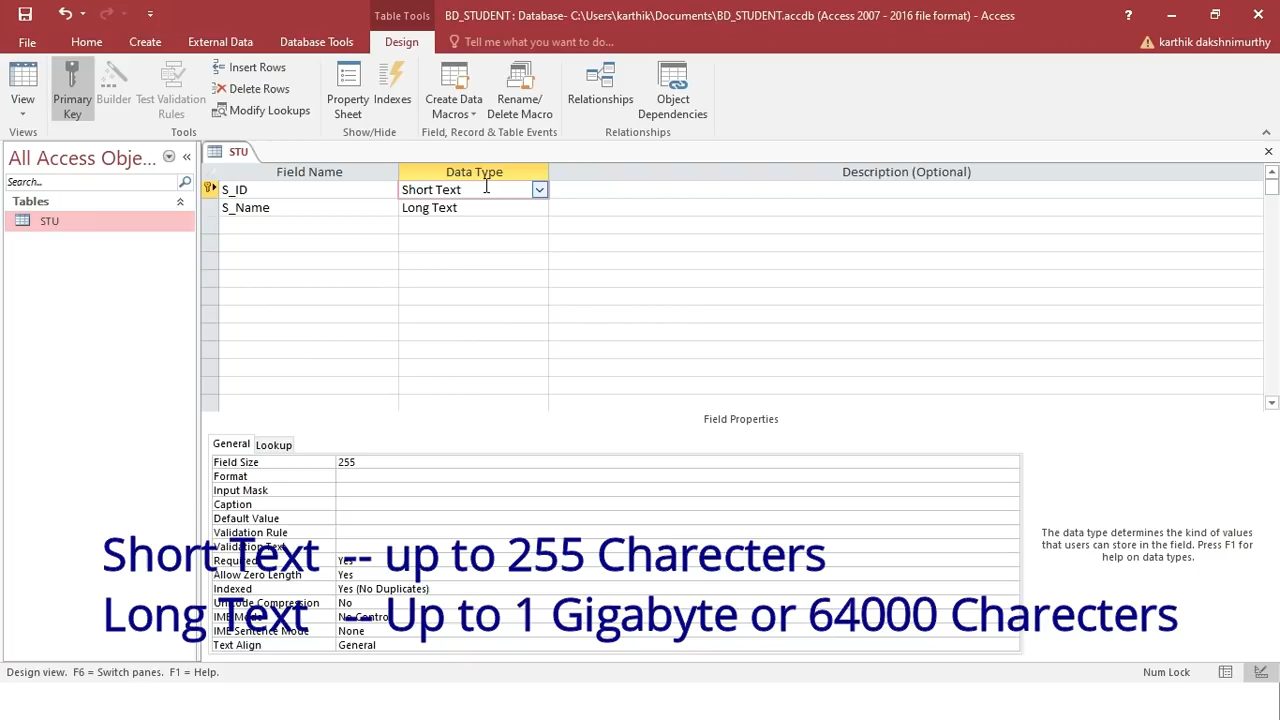 Table Tools
BD_STUDENT : Database- C:\Users\karthik\Documents\BD_STUDENT.accdb (Access 2007 - 2016 file format) - Access
File
Home
Create
External Data
Database Tools
Design
Tell me what you want to do...
karthik dakshnimurthy
View
Primary Key
Builder
Test Validation Rules
Insert Rows
Delete Rows
Modify Lookups
Property Sheet
Indexes
Create Data Macros
Rename/ Delete Macro
Relationships
Object Dependencies
Views
Tools
Show/Hide
Field, Record & Table Events
Relationships
All Access Obje...
Search...
Tables
STU
STU
Field Name Data Type Description (Optional)
S_ID Short Text
S_Name Long Text
Field Properties
General Lookup
Field Size 255
Format
Input Mask
Caption
Default Value
Validation Rule
Validation Text
Required Yes
Allow Zero Length Yes
Indexed Yes (No Duplicates)
Unicode Compression No
IME Mode No Control
IME Sentence Mode None
Text Align General
The data type determines the kind of values
that users can store in the field. Press F1 for
help on data types.
Short Text -- up to 255 Charecters
Long Text -- Up to 1 Gigabyte or 64000 Charecters
Design view. F6 = Switch panes. F1 = Help.
Num Lock